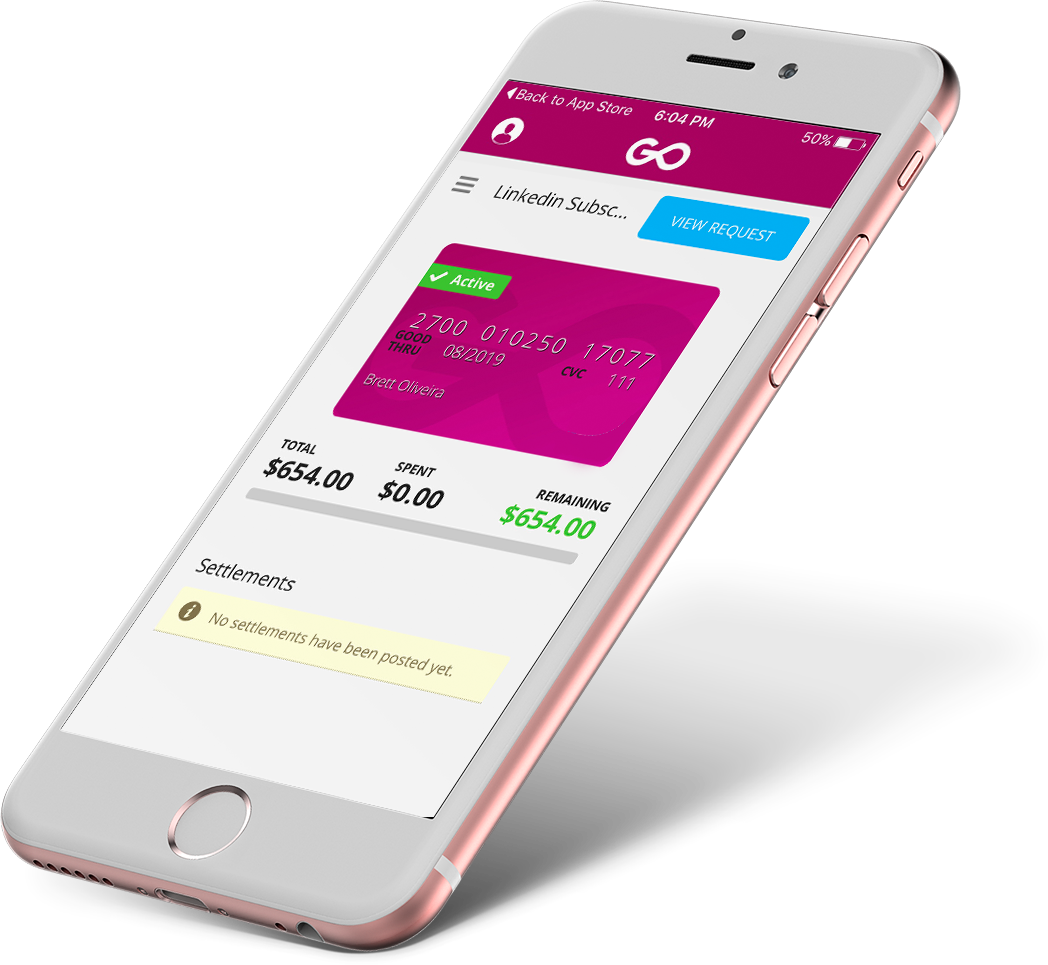 Back to App Store 6:04 PM 50%
GO
Linkedin Subsc... VIEW REQUEST
Active
2700 010250 17077
GOOD
THRU 08/2019 CVC 111
Brett Oliveira
TOTAL SPENT REMAINING
$654.00 $0.00 $654.00
Settlements
No settlements have been posted yet.